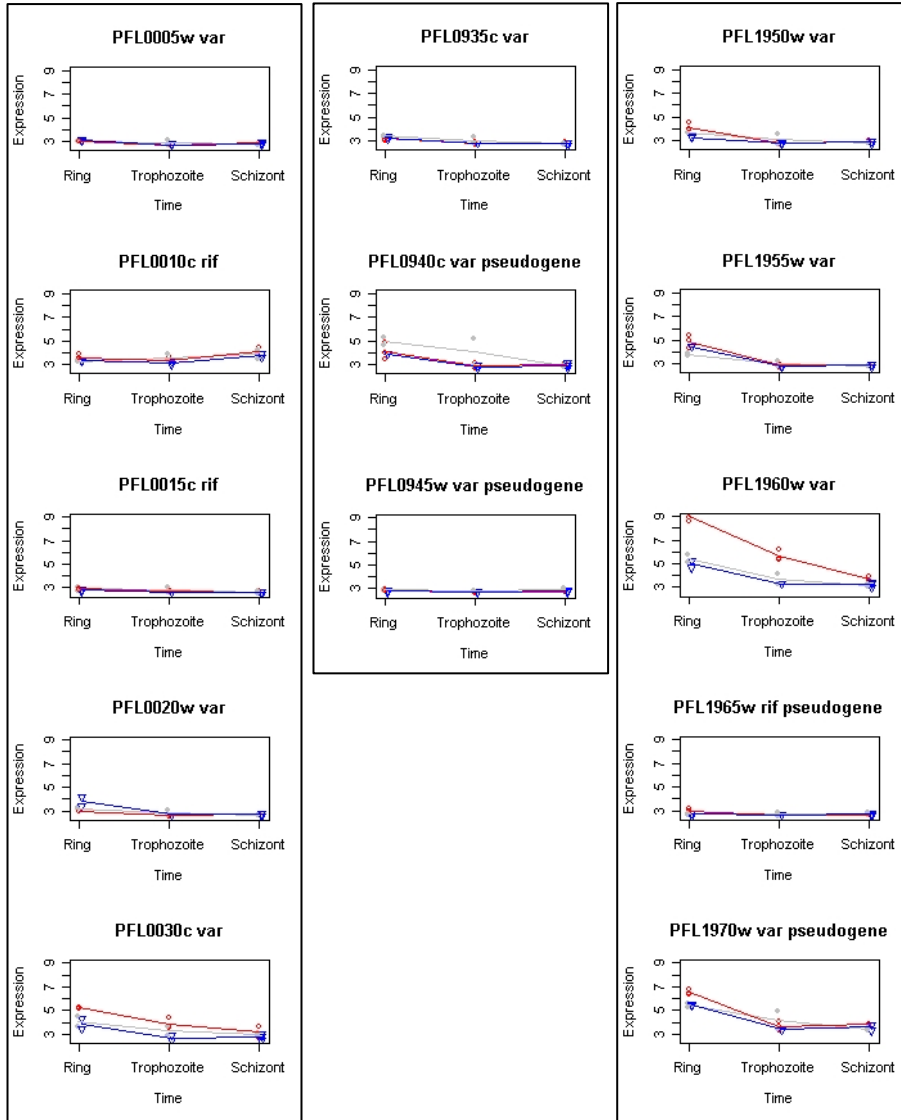 PFL0005w var
Expression
3 5 7 9
Ring Trophozoite Schizont
Time
PFL0010c rif
Expression
3 5 7 9
Ring Trophozoite Schizont
Time
PFL0015c rif
Expression
3 5 7 9
Ring Trophozoite Schizont
Time
PFL0020w var
Expression
3 5 7 9
Ring Trophozoite Schizont
Time
PFL0030c var
Expression
3 5 7 9
Ring Trophozoite Schizont
Time
PFL0935c var
Expression
3 5 7 9
Ring Trophozoite Schizont
Time
PFL0940c var pseudogene
Expression
3 5 7 9
Ring Trophozoite Schizont
Time
PFL0945w var pseudogene
Expression
3 5 7 9
Ring Trophozoite Schizont
Time
PFL1950w var
Expression
3 5 7 9
Ring Trophozoite Schizont
Time
PFL1955w var
Expression
3 5 7 9
Ring Trophozoite Schizont
Time
PFL1960w var
Expression
3 5 7 9
Ring Trophozoite Schizont
Time
PFL1965w rif pseudogene
Expression
3 5 7 9
Ring Trophozoite Schizont
Time
PFL1970w var pseudogene
Expression
3 5 7 9
Ring Trophozoite Schizont
Time